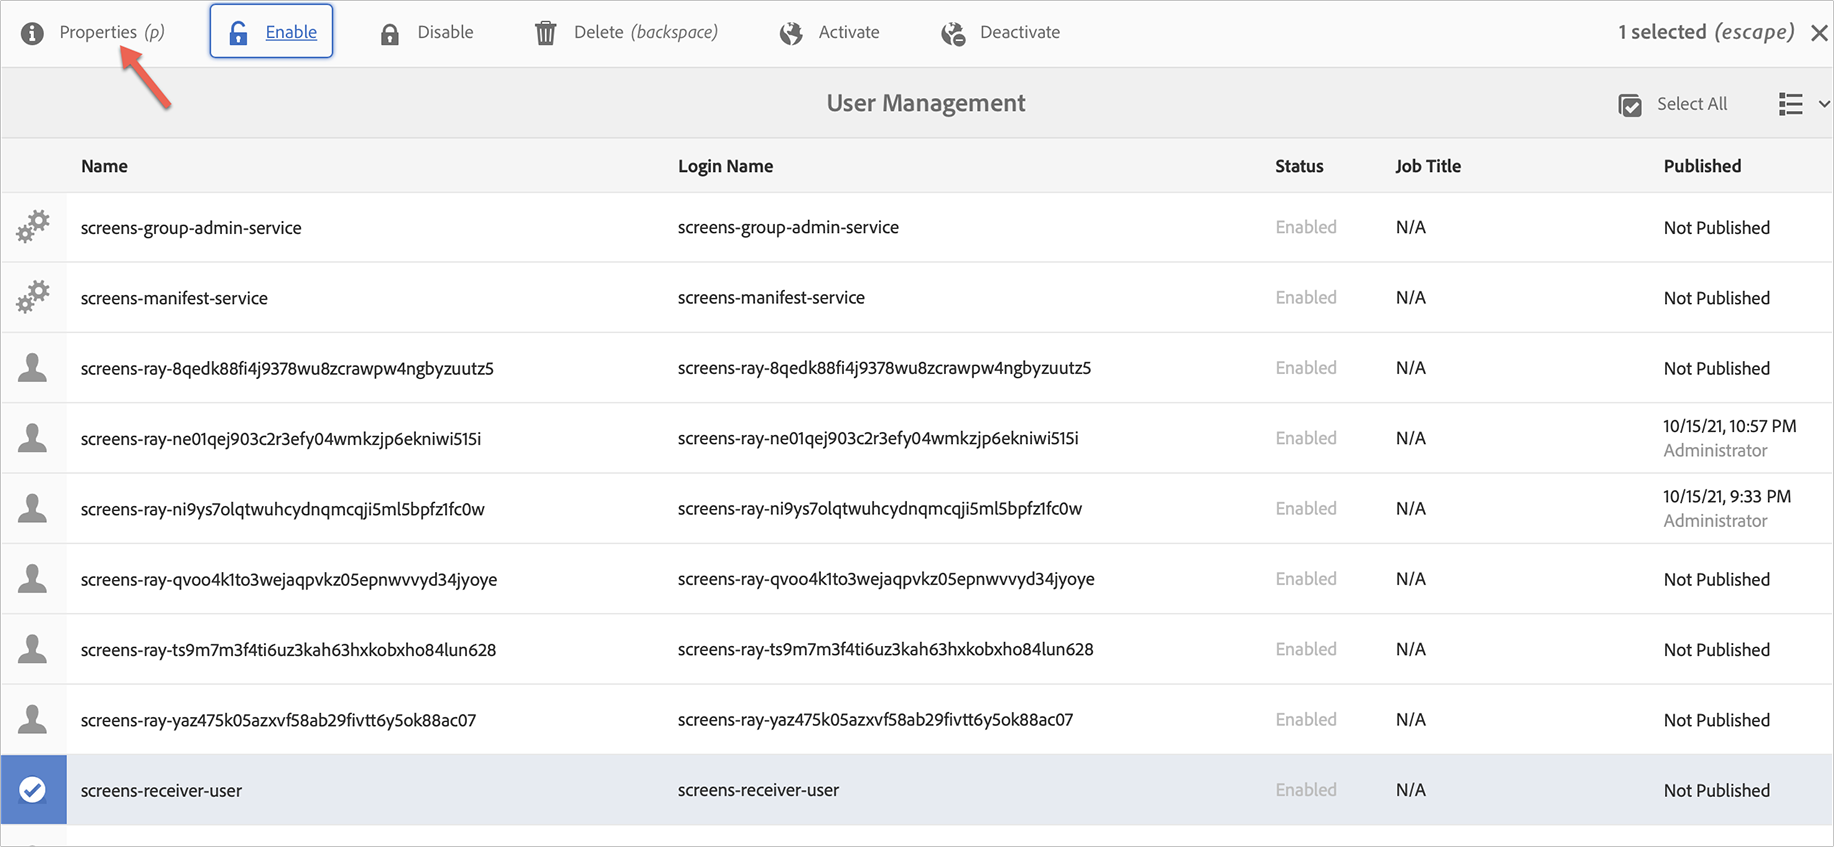 Properties (p) Enable Disable Delete (backspace) Activate Deactivate 1 selected (escape)
User Management Select All
Name Login Name Status Job Title Published
screens-group-admin-service screens-group-admin-service Enabled N/A Not Published
screens-manifest-service screens-manifest-service Enabled N/A Not Published
screens-ray-8qedk88fi4j9378wu8zcrawpw4ngbyzuutz5 screens-ray-8qedk88fi4j9378wu8zcrawpw4ngbyzuutz5 Enabled N/A Not Published
screens-ray-ne01qej903c2r3efy04wmkzjp6ekniwi515i screens-ray-ne01qej903c2r3efy04wmkzjp6ekniwi515i Enabled N/A 10/15/21, 10:57 PM
Administrator
screens-ray-ni9ys7olqtwuhcydnqmcqji5ml5bpfz1fc0w screens-ray-ni9ys7olqtwuhcydnqmcqji5ml5bpfz1fc0w Enabled N/A 10/15/21, 9:33 PM
Administrator
screens-ray-qvoo4k1to3wejaqpvkz05epnwvvyd34jyoye screens-ray-qvoo4k1to3wejaqpvkz05epnwvvyd34jyoye Enabled N/A Not Published
screens-ray-ts9m7m3f4ti6uz3kah63hxkobxho84lun628 screens-ray-ts9m7m3f4ti6uz3kah63hxkobxho84lun628 Enabled N/A Not Published
screens-ray-yaz475k05azxvf58ab29fivtt6y5ok88ac07 screens-ray-yaz475k05azxvf58ab29fivtt6y5ok88ac07 Enabled N/A Not Published
screens-receiver-user screens-receiver-user Enabled N/A Not Published